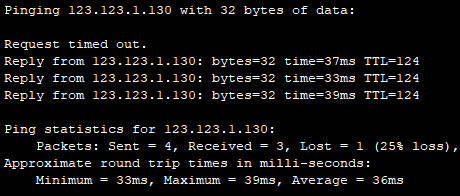 Pinging 123.123.1.130 with 32 bytes of data:
Request timed out.
Reply from 123.123.1.130: bytes=32 time=37ms TTL=124
Reply from 123.123.1.130: bytes=32 time=33ms TTL=124
Reply from 123.123.1.130: bytes=32 time=39ms TTL=124
Ping statistics for 123.123.1.130:
Packets: Sent = 4, Received = 3, Lost = 1 (25% loss),
Approximate round trip times in milli-seconds:
Minimum = 33ms, Maximum = 39ms, Average = 36ms